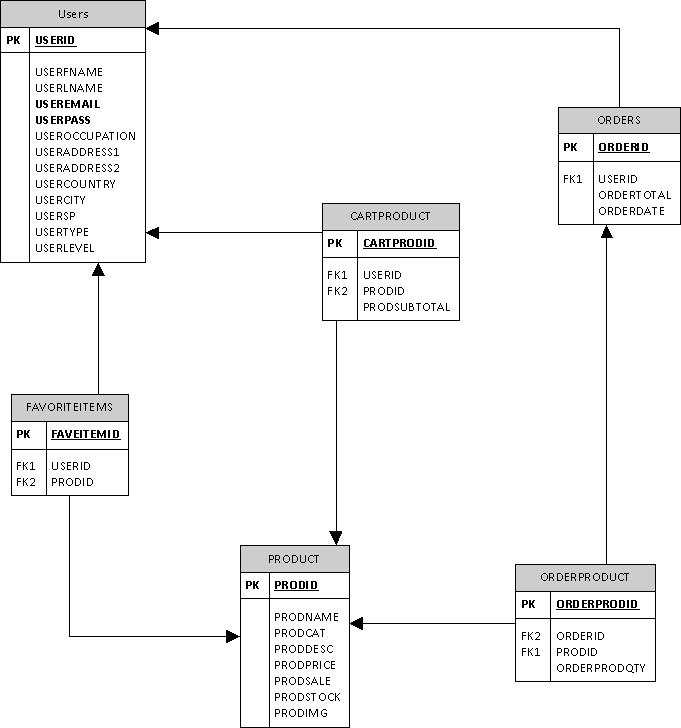 Users
PK USERID
USERFNAME
USERLNAME
USEREMAIL
USERPASS
USEROCCUPATION
USERADDRESS1
USERADDRESS2
USERCOUNTRY
USERCITY
USERSP
USERTYPE
USERLEVEL
ORDERS
PK ORDERID
FK1 USERID
ORDERTOTAL
ORDERDATE
CARTPRODUCT
PK CARTPRODID
FK1 USERID
FK2 PRODID
PRODSUBTOTAL
FAVORITEITEMS
PK FAVEITEMID
FK1 USERID
FK2 PRODID
PRODUCT
PK PRODID
PRODNAME
PRODCAT
PRODDESC
PRODPRICE
PRODSALE
PRODSTOCK
PRODIMG
ORDERPRODUCT
PK ORDERPRODID
FK2 ORDERID
FK1 PRODID
ORDERPRODQTY